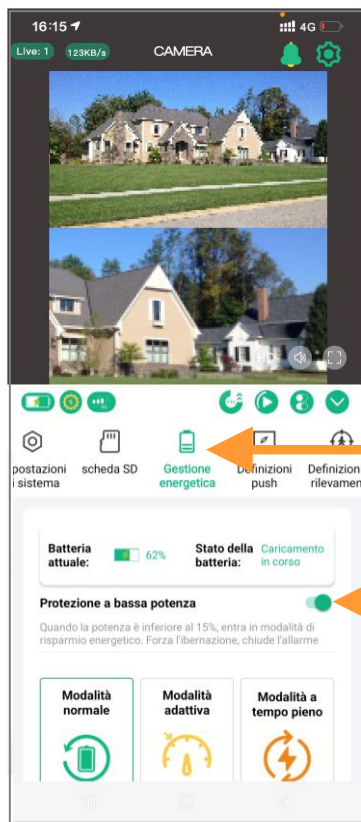 16:15 4G
Live: 1 123KB/s CAMERA
HD
postazioni scheda SD Gestione Definizioni Definizion
i sistema energetica push rilevamen
Batteria 62% Stato della Caricamento
attuale: batteria: in corso
Protezione a bassa potenza
Quando la potenza è inferiore al 15%, entra in modalità di
risparmio energetico. Forza l'ibernazione, chiude l'allarme
Modalità Modalità Modalità a
normale adattiva tempo pieno